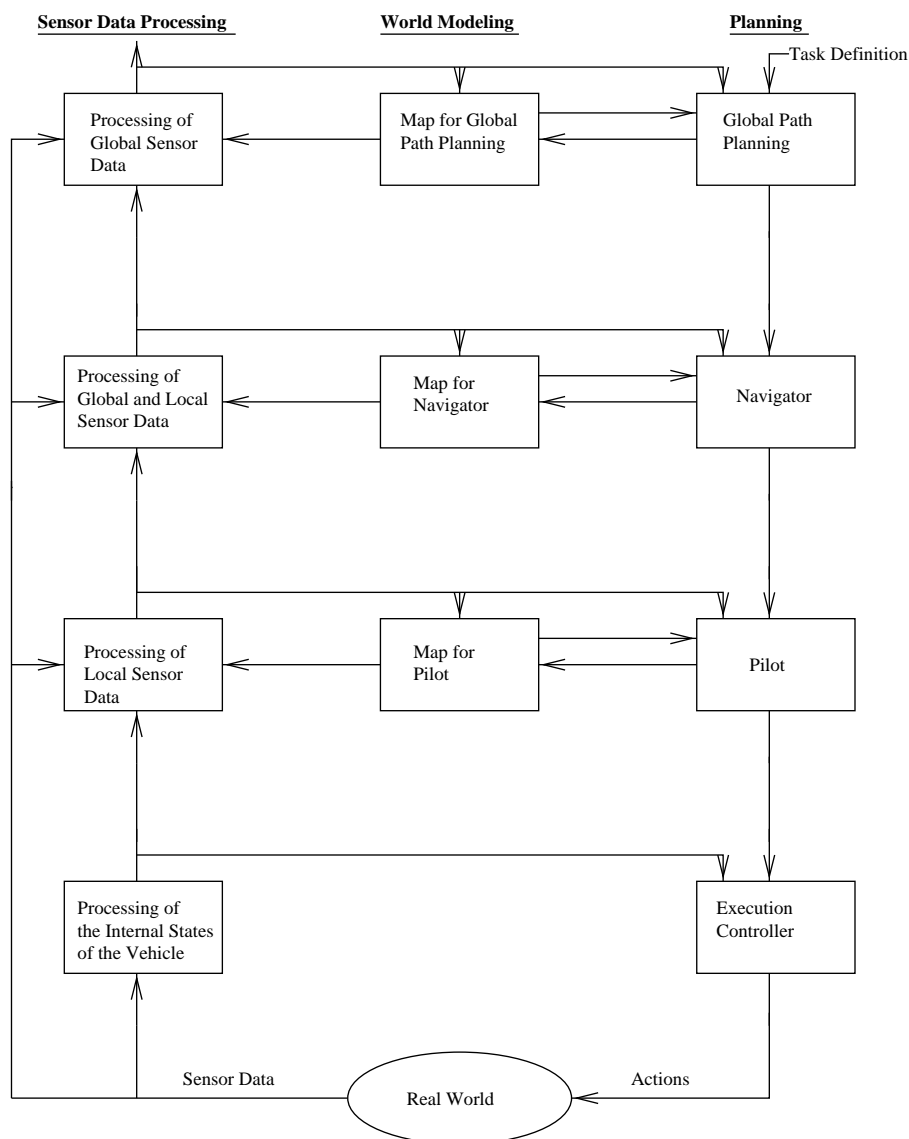 Sensor Data Processing
World Modeling
Planning
Task Definition
Processing of
Global Sensor
Data
Map for Global
Path Planning
Global Path
Planning
Processing of
Global and Local
Sensor Data
Map for
Navigator
Navigator
Processing of
Local Sensor
Data
Map for
Pilot
Pilot
Processing of
the Internal States
of the Vehicle
Execution
Controller
Sensor Data
Real World
Actions